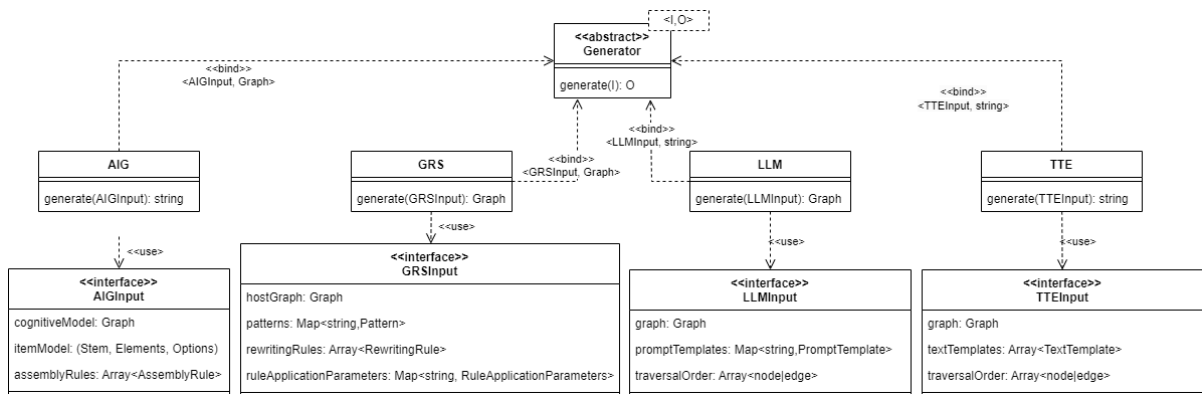 <I,O>
<<abstract>>
Generator
generate(I): O
<<bind>>
<AIGInput, Graph>
<<bind>>
<GRSInput, Graph>
<<bind>>
<LLMInput, string>
<<bind>>
<TTEInput, string>
AIG
generate(AIGInput): string
GRS
generate(GRSInput): Graph
LLM
generate(LLMInput): Graph
TTE
generate(TTEInput): string
<<use>>
<<use>>
<<use>>
<<use>>
<<interface>>
AIGInput
cognitiveModel: Graph
itemModel: (Stem, Elements, Options)
assemblyRules: Array<AssemblyRule>
<<interface>>
GRSInput
hostGraph: Graph
patterns: Map<string,Pattern>
rewritingRules: Array<RewritingRule>
ruleApplicationParameters: Map<string, RuleApplicationParameters>
<<interface>>
LLMInput
graph: Graph
promptTemplates: Map<string,PromptTemplate>
traversalOrder: Array<node|edge>
<<interface>>
TTEInput
graph: Graph
textTemplates: Array<TextTemplate>
traversalOrder: Array<node|edge>